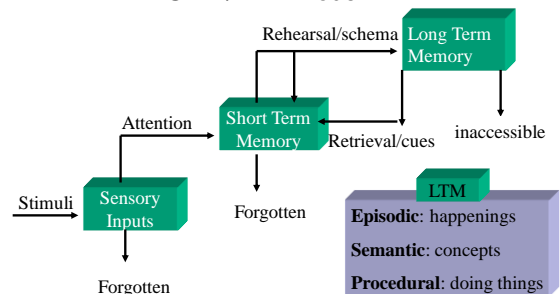 Rehearsal/schema
Long Term
Memory
Attention
Short Term
Memory
Retrieval/cues
inaccessible
Stimuli
Sensory
Inputs
Forgotten
Forgotten
LTM
Episodic: happenings
Semantic: concepts
Procedural: doing things